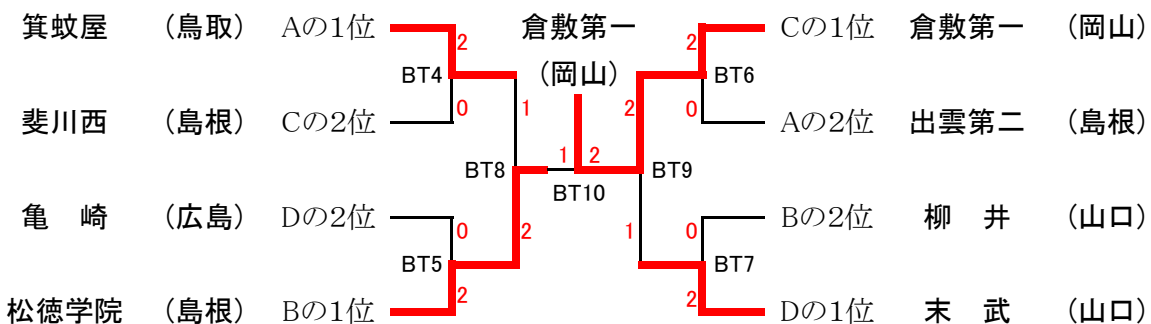 箕蚊屋 （鳥取） Aの1位 2 倉敷第一 2 Cの1位 倉敷第一 （岡山）
BT4 （岡山） BT6
斐川西 （島根） Cの2位 0 1 2 0 Aの2位 出雲第二 （島根）
BT8 1 2 BT9
BT10
亀　崎 （広島） Dの2位 0 2 1 0 Bの2位 柳　井 （山口）
BT5 BT7
松徳学院 （島根） Bの1位 2 2 Dの1位 末　武 （山口）